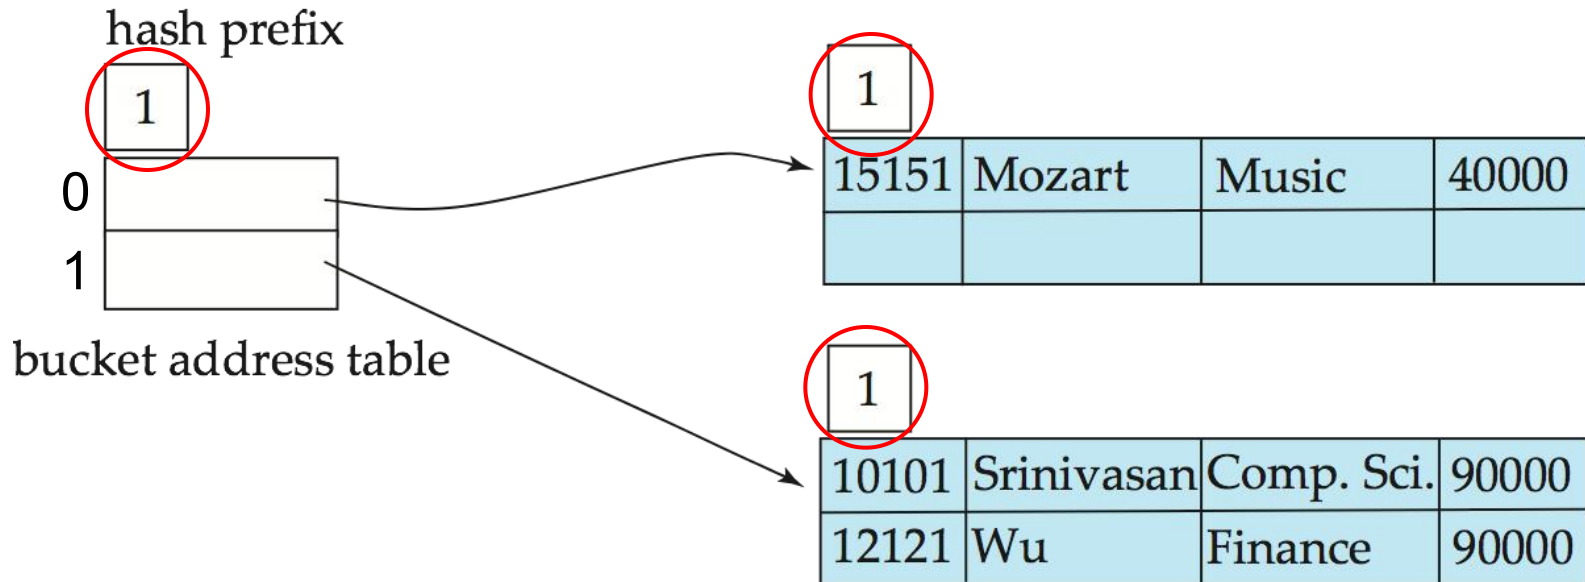 hash prefix
1
0
1
bucket address table
1
15151 Mozart Music 40000
1
10101 Srinivasan Comp. Sci. 90000
12121 Wu Finance 90000